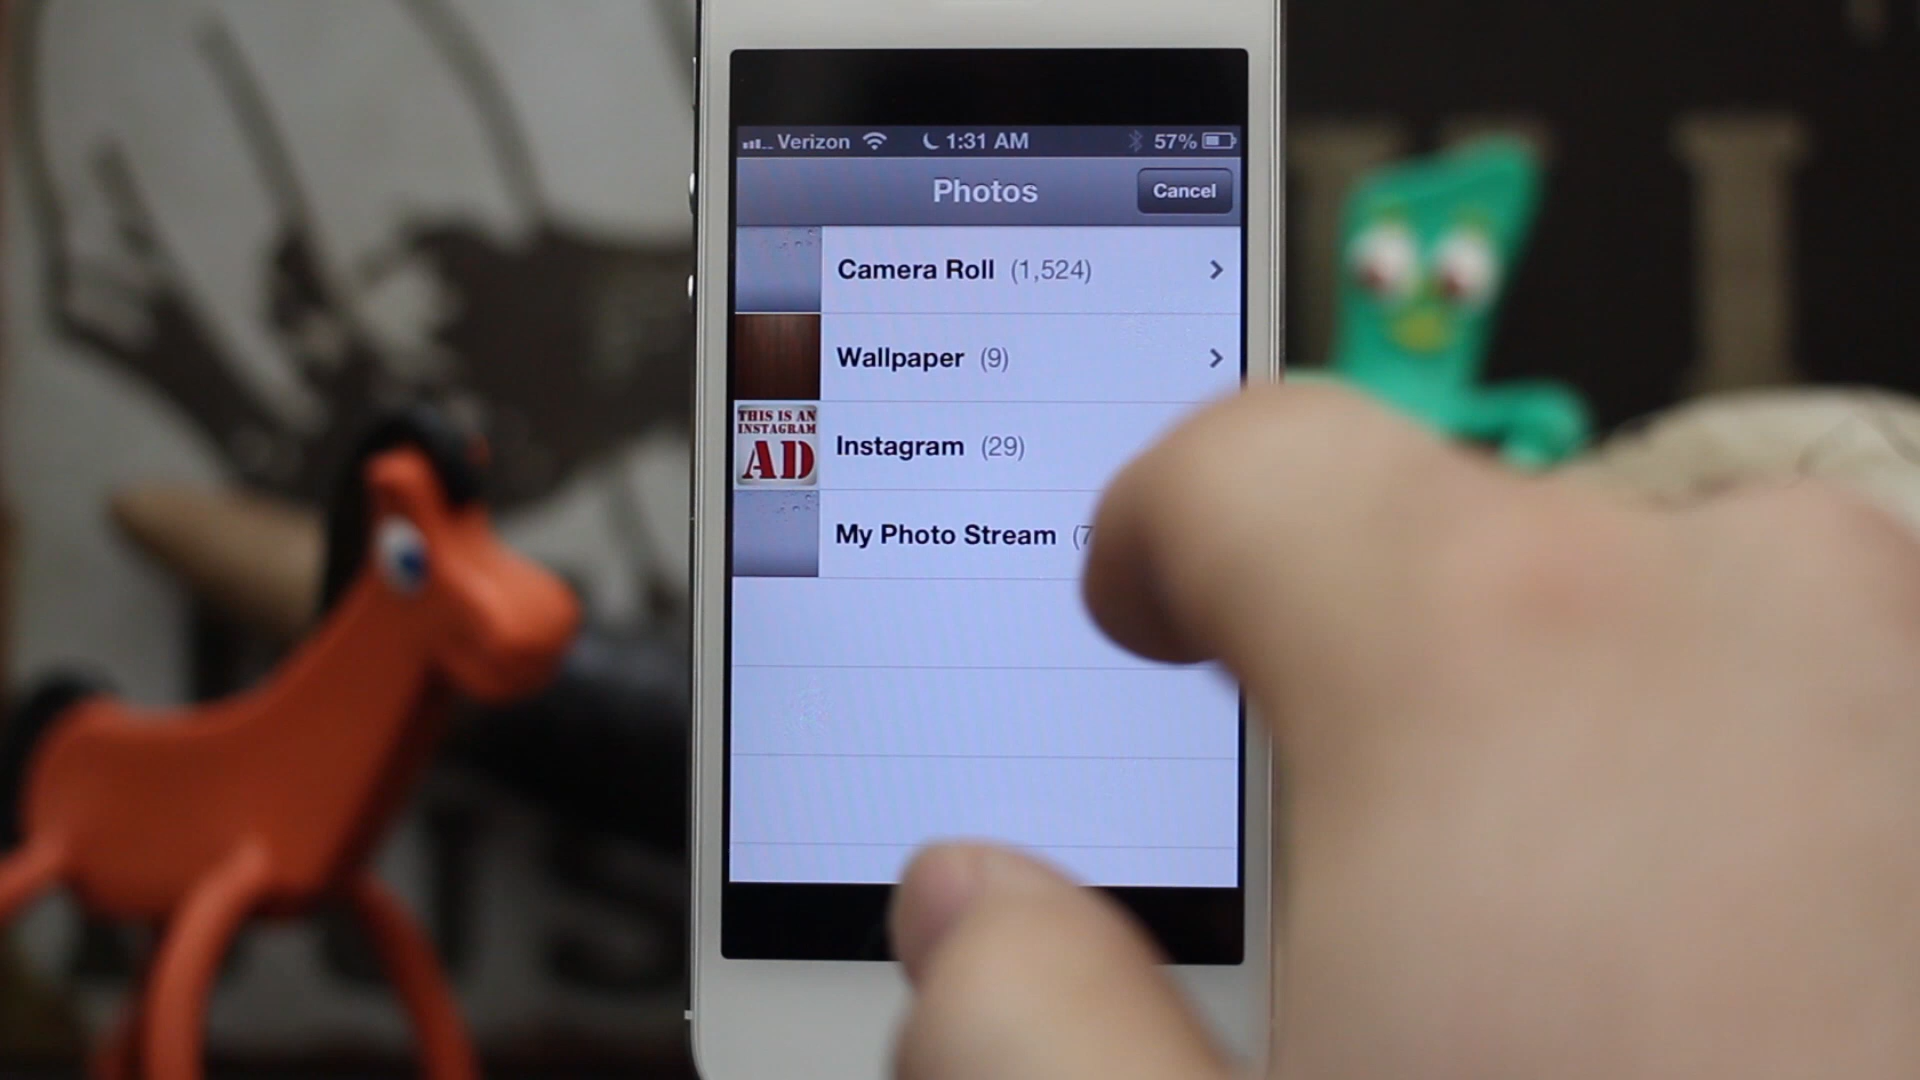 Verizon 1:31 AM 57%
Photos Cancel
Camera Roll (1,524)
Wallpaper (9)
THIS IS AN
INSTAGRAM
AD
Instagram (29)
My Photo Stream (7